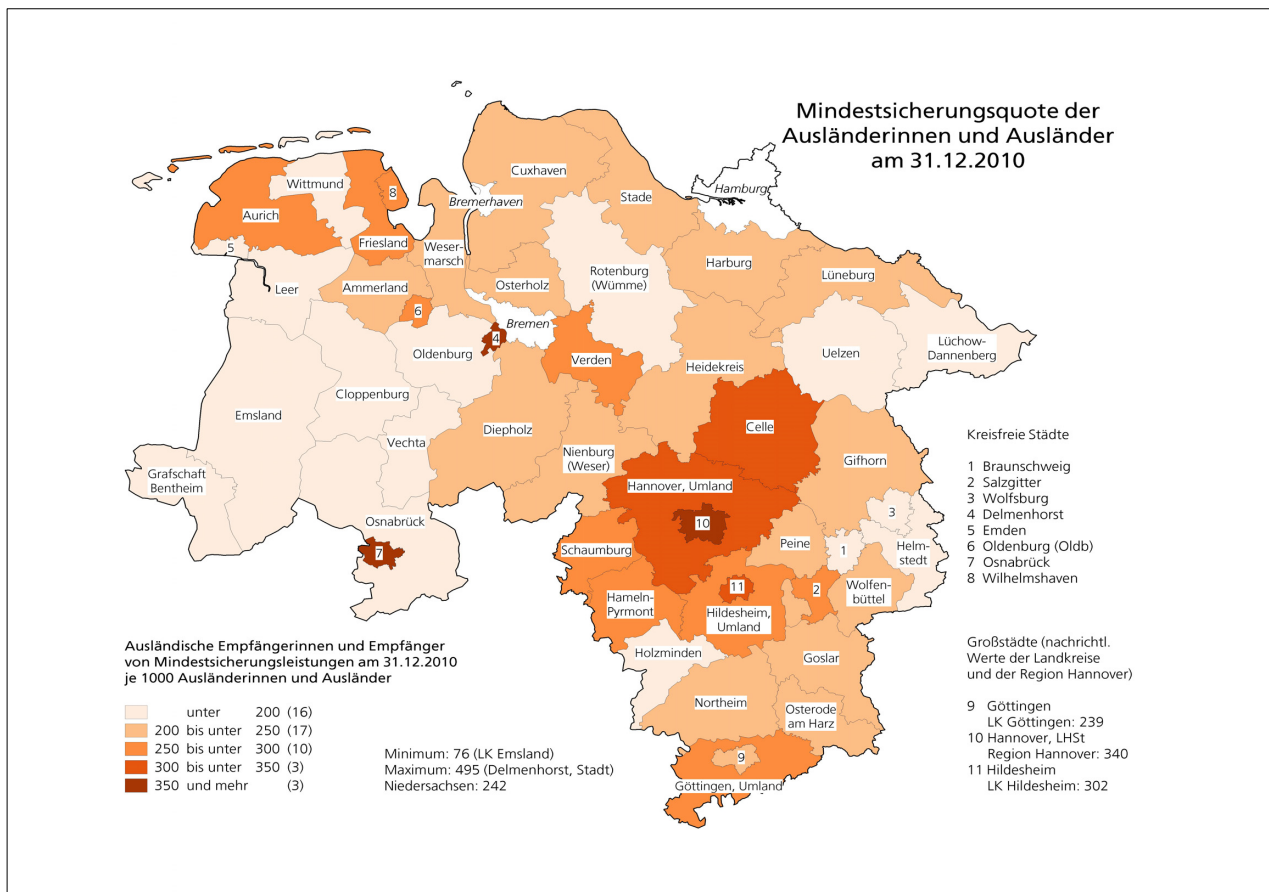 Mindestsicherungsquote der
Ausländerinnen und Ausländer
am 31.12.2010
Cuxhaven
Hamburg
Wittmund
8
Bremerhaven
Stade
Aurich
Friesland
5
Weser-
marsch
Rotenburg
(Wümme)
Harburg
Lüneburg
Leer
Ammerland
Osterholz
6
Bremen
4
Oldenburg
Verden
Uelzen
Lüchow-
Dannenberg
Heidekreis
Cloppenburg
Emsland
Celle
Vechta
Diepholz
Nienburg
(Weser)
Gifhorn
Grafschaft
Bentheim
Hannover, Umland
Osnabrück
10
3
7
Schaumburg
Peine
1
Helm-
stedt
11
2
Hameln-
Pyrmont
Hildesheim,
Umland
Wolfen-
büttel
Holzminden
Goslar
Northeim
Osterode
am Harz
9
Göttingen, Umland
Kreisfreie Städte
1 Braunschweig
2 Salzgitter
3 Wolfsburg
4 Delmenhorst
5 Emden
6 Oldenburg (Oldb)
7 Osnabrück
8 Wilhelmshaven
Großstädte (nachrichtl.
Werte der Landkreise
und der Region Hannover)
9 Göttingen
LK Göttingen: 239
10 Hannover, LHSt
Region Hannover: 340
11 Hildesheim
LK Hildesheim: 302
Ausländische Empfängerinnen und Empfänger
von Mindestsicherungsleistungen am 31.12.2010
je 1000 Ausländerinnen und Ausländer
unter 200 (16)
200 bis unter 250 (17)
250 bis unter 300 (10)
300 bis unter 350 (3)
350 und mehr (3)
Minimum: 76 (LK Emsland)
Maximum: 495 (Delmenhorst, Stadt)
Niedersachsen: 242